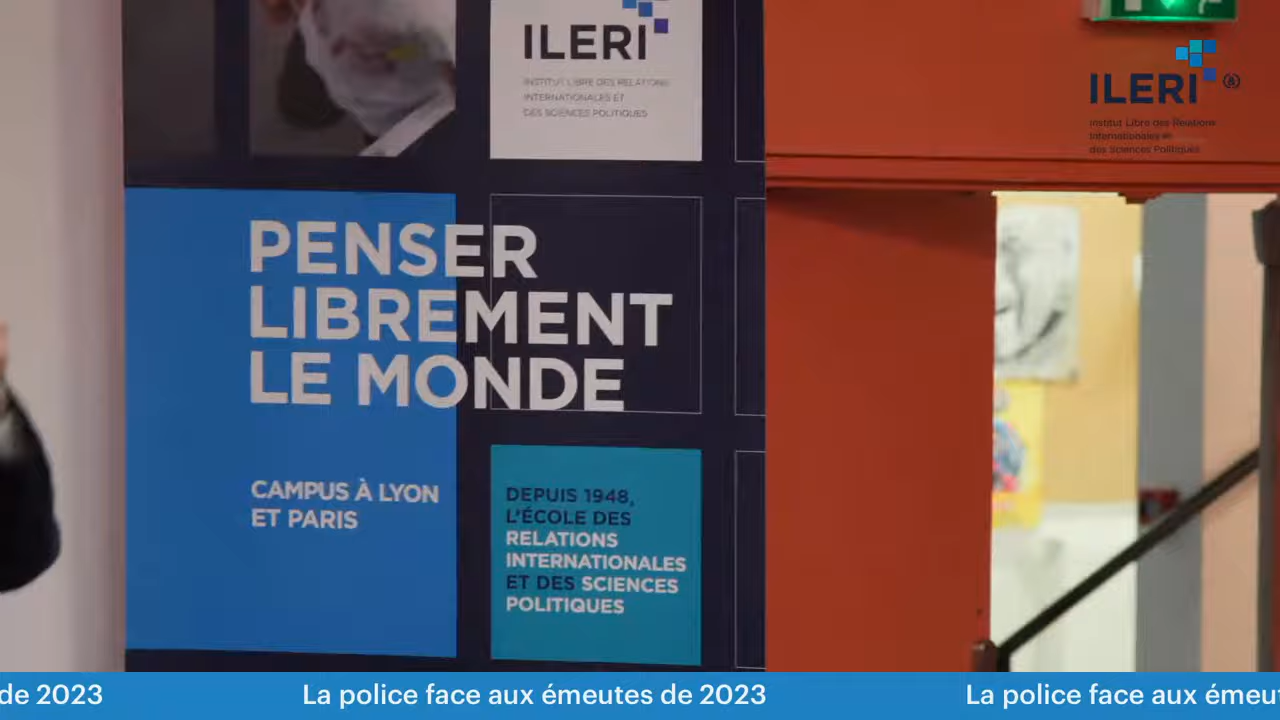 ILERI
INSTITUT LIBRE DES RELATIONS
INTERNATIONALES ET
DES SCIENCES POLITIQUES
ILERI
Institut Libre des Relations
Internationales et
des Sciences Politiques
PENSER
LIBREMENT
LE MONDE
CAMPUS À LYON
ET PARIS
DEPUIS 1948,
L'ÉCOLE DES
RELATIONS
INTERNATIONALES
ET DES SCIENCES
POLITIQUES
de 2023 La police face aux émeutes de 2023 La police face aux émeut